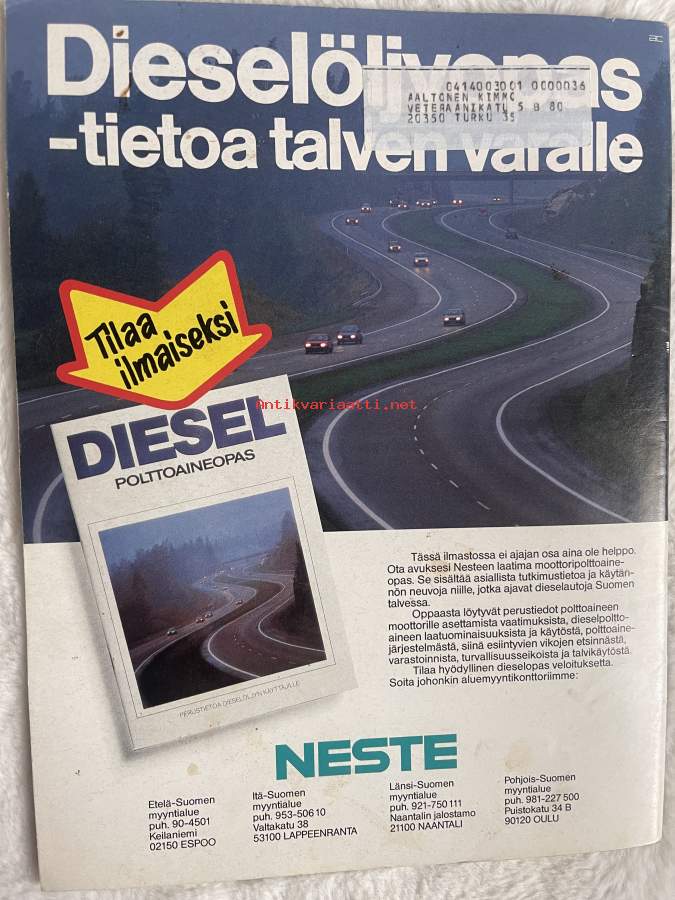 Dieselöljyopas
-tietoa talven varalle
0414003001 0000036
AALTONEN KIMMO
VETERAANIKATU 5 B 80
20350 TURKU 35
Tilaa
ilmaiseksi
Antikvariaatti.net
DIESEL
POLTTOAINEOPAS
PERUSTIETOA DIESELÖLJYN KÄYTTÄJILLE
Tässä ilmastossa ei ajajan osa aina ole helppo.
Ota avuksesi Nesteen laatima moottoripolttoaine-
opas. Se sisältää asiallista tutkimustietoa ja käytän-
nön neuvoja niille, jotka ajavat dieselautoja Suomen
talvessa.
Oppaasta löytyvät perustiedot polttoaineen
moottorille asettamista vaatimuksista, dieselpoltto-
aineen laatuominaisuuksista ja käytöstä, polttoaine-
järjestelmästä, siinä esiintyvien vikojen etsinnästä,
varastoinnista, turvallisuusseikoista ja talvikäytöstä.
Tilaa hyödyllinen dieselopas veloituksetta.
Soita johonkin aluemyyntikonttoriimme:
NESTE
Etelä-Suomen
myyntialue
puh. 90-4501
Keilaniemi
02150 ESPOO
Itä-Suomen
myyntialue
puh. 953-50610
Valtakatu 38
53100 LAPPEENRANTA
Länsi-Suomen
myyntialue
puh. 921-750111
Naantalin jalostamo
21100 NAANTALI
Pohjois-Suomen
myyntialue
puh. 981-227 500
Puistokatu 34 B
90120 OULU